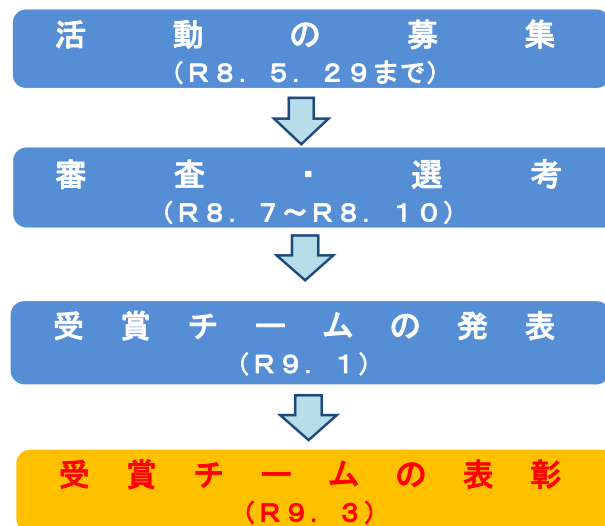 活動の募集
（Ｒ８．５．２９まで）
審査・選考
（Ｒ８．７～Ｒ８．１０）
受賞チームの発表
（Ｒ９．１）
受賞チームの表彰
（Ｒ９．３）